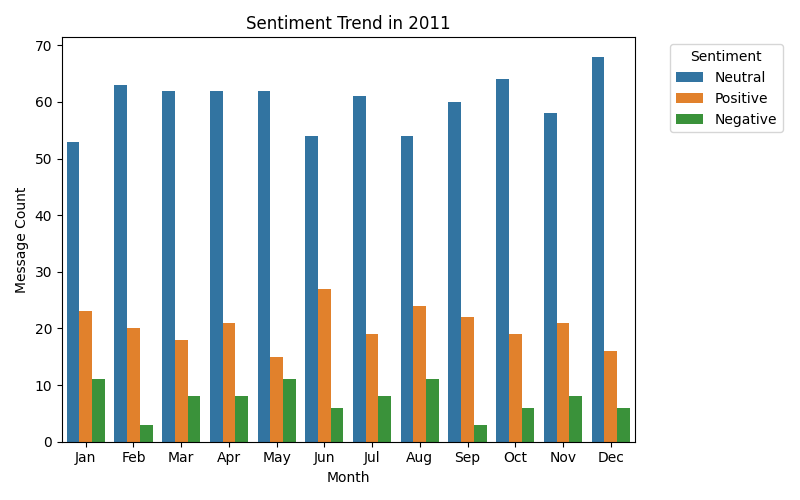 Sentiment Trend in 2011
Sentiment
Neutral
Positive
Negative
Message Count
70
60
50
40
30
20
10
0
Jan Feb Mar Apr May Jun Jul Aug Sep Oct Nov Dec
Month